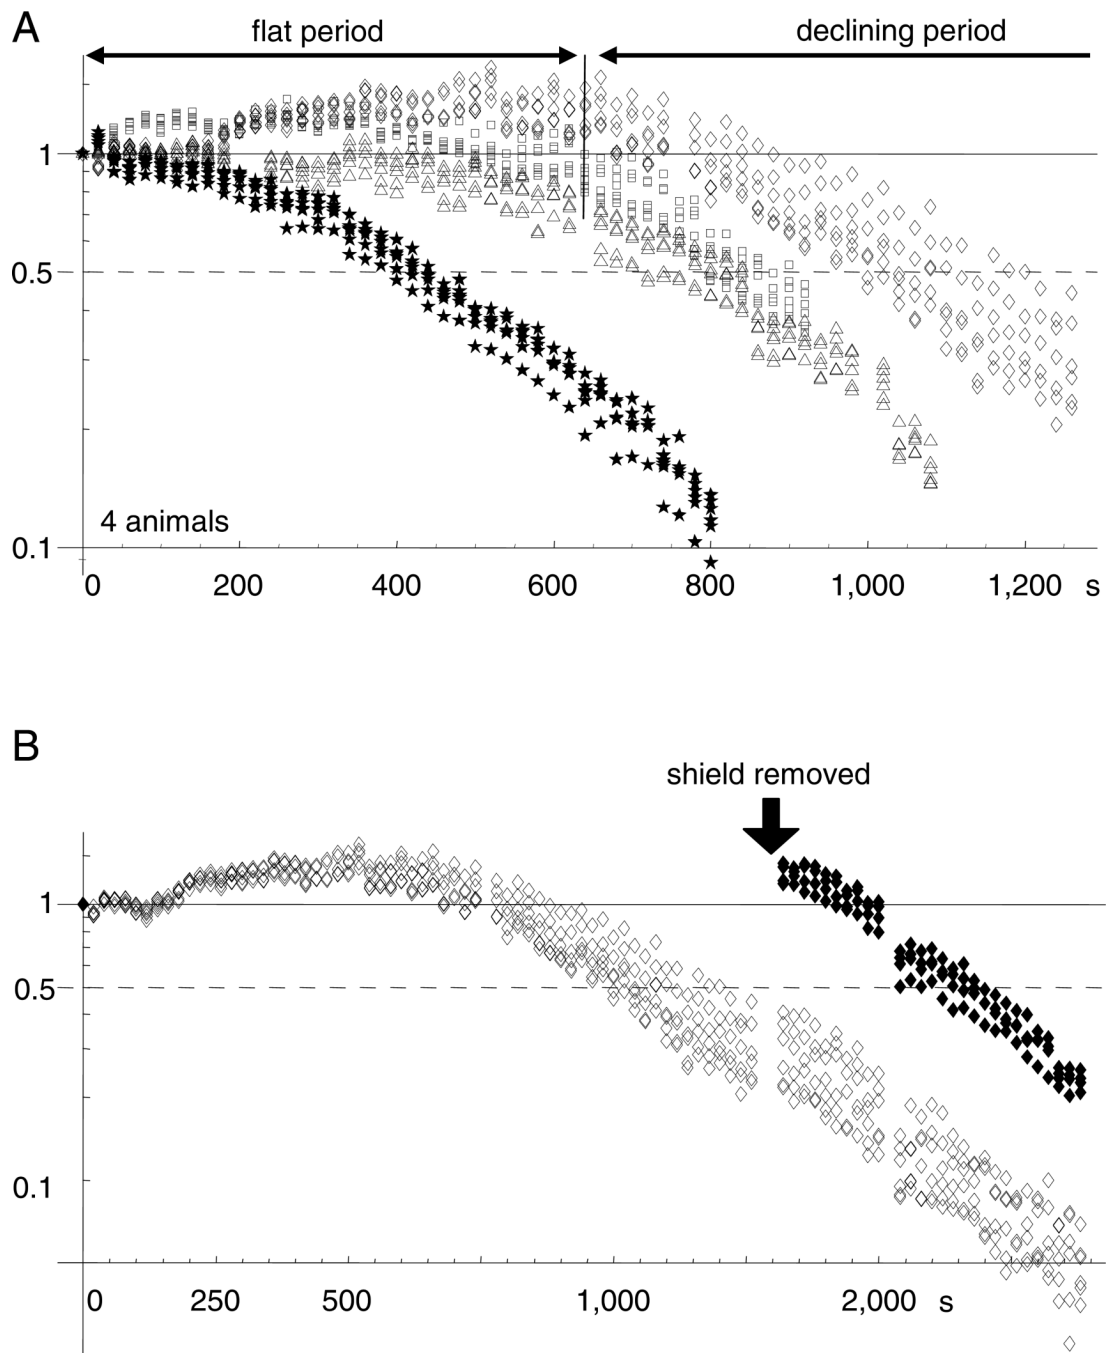 A
flat period
declining period
1
0.5
0.1
4 animals
0 200 400 600 800 1,000 1,200 s
B
shield removed
1
0.5
0.1
0 250 500 1,000 2,000 s